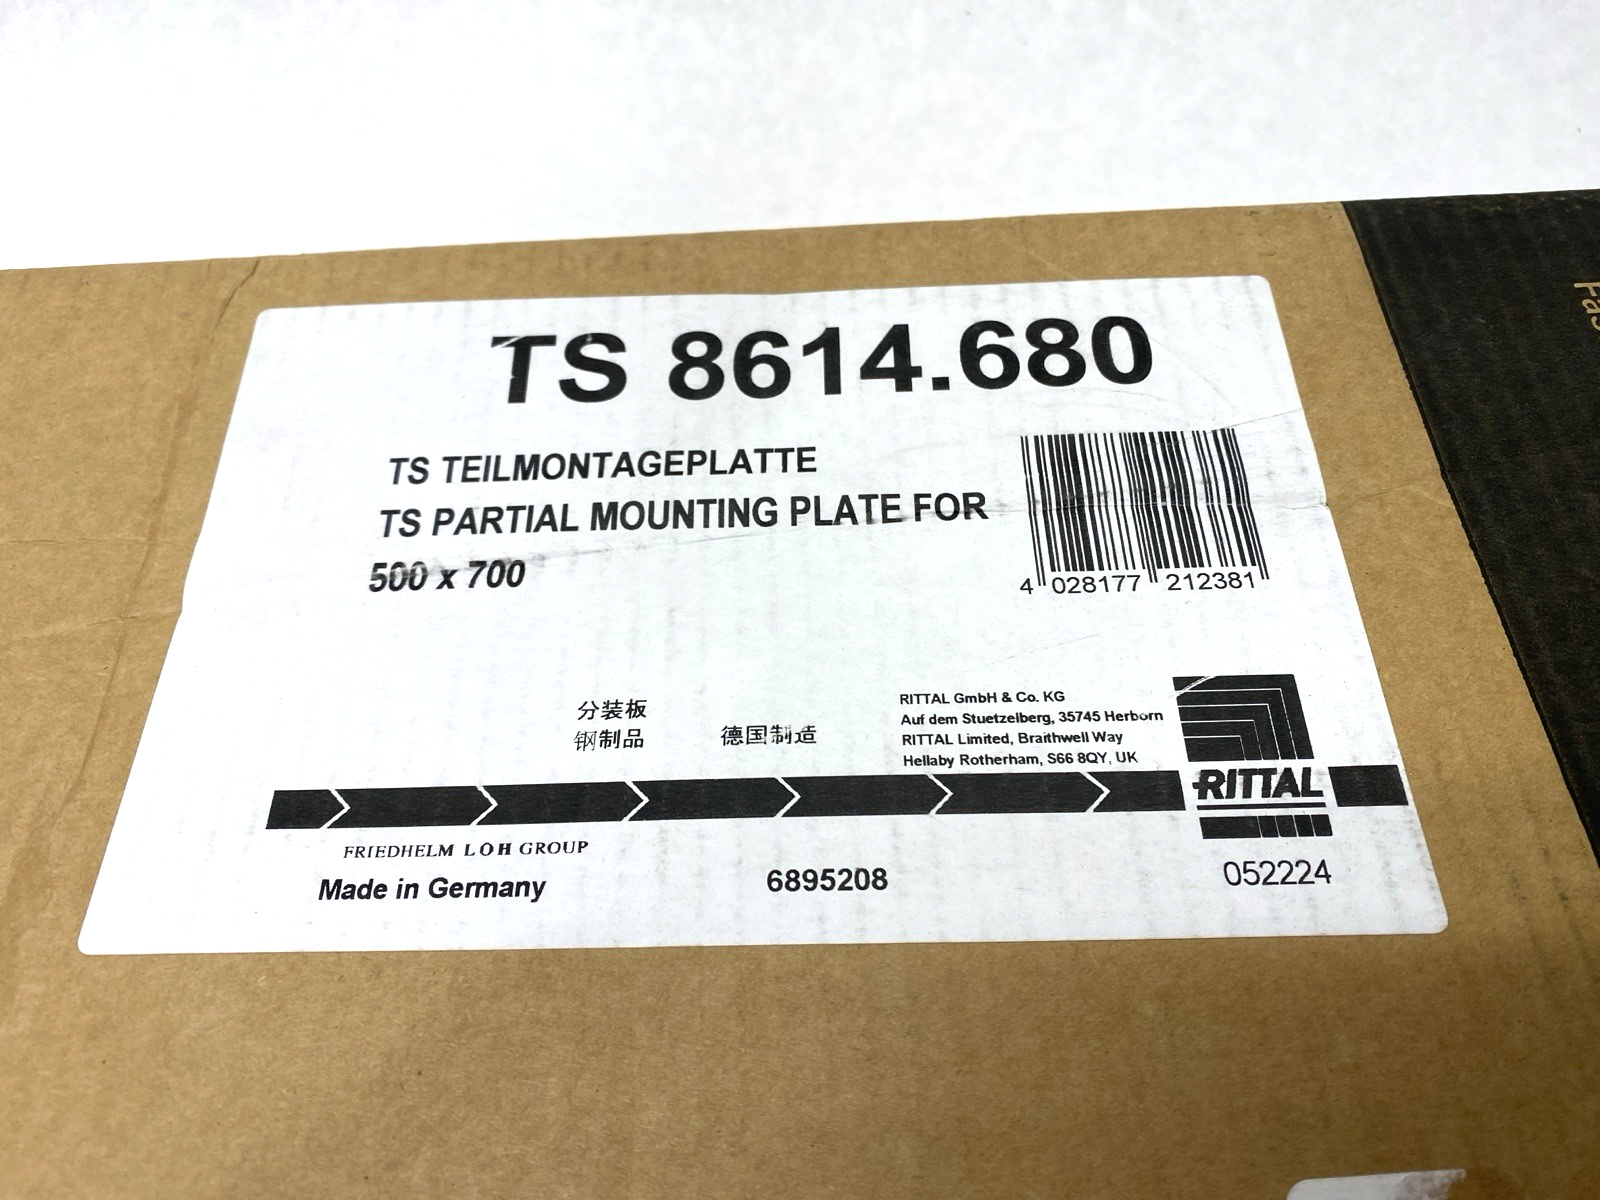 TS 8614.680
TS TEILMONTAGEPLATTE
TS PARTIAL MOUNTING PLATE FOR
500 x 700
4 028177 212381
分装板
钢制品
德国制造
RITTAL GmbH & Co. KG
Auf dem Stuetzelberg, 35745 Herborn
RITTAL Limited, Braithwell Way
Hellaby Rotherham, S66 8QY, UK
RITTAL
FRIEDHELM LOH GROUP
Made in Germany
6895208
052224